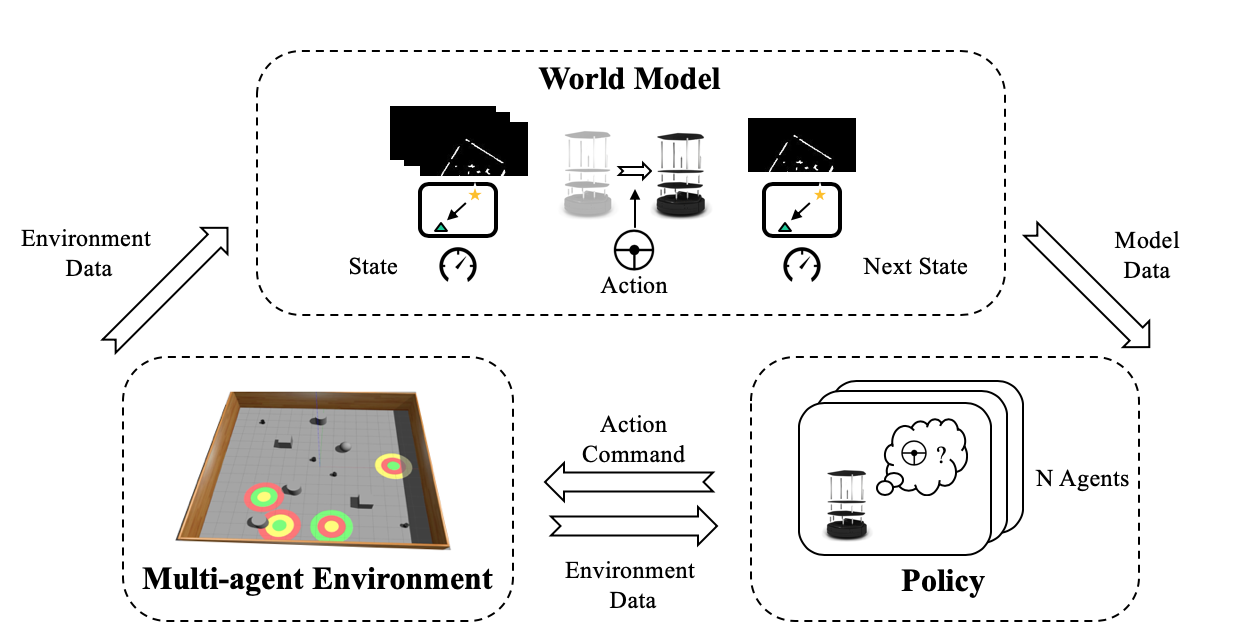 World Model
Environment
Data
State
Action
Next State
Model
Data
Action
Command
?
N Agents
Environment
Data
Multi-agent Environment
Policy